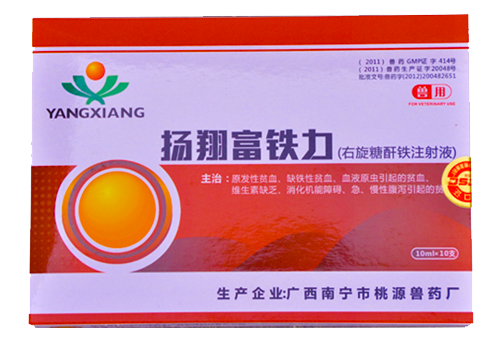 (2011)兽药GMP证字414号
(2011)兽药生产证字20048号
批准文号:兽药字(2012)200482651
兽用
FOR VETERINARY USE
YANGXIANG
扬翔富铁力(右旋糖酐铁注射液)
主治:原发性贫血、缺铁性贫血、血液原虫引起的贫血、
维生素缺乏、消化机能障碍、急、慢性腹泻引起的贫
10ml×10支
生产企业:广西南宁市桃源兽药厂